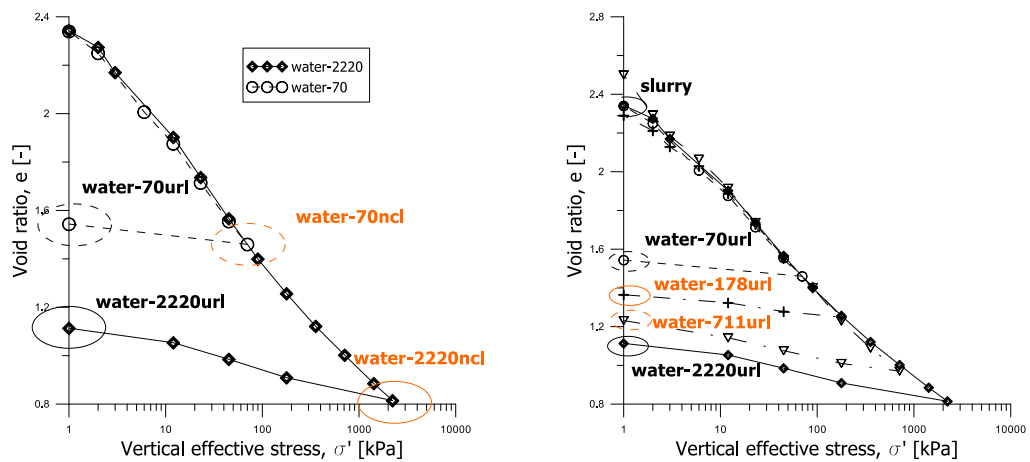 2.4
2
1.6
1.2
0.8
Void ratio, e [-]
water-2220
water-70
water-70url
water-70ncl
water-2220url
water-2220ncl
1 10 100 1000 10000
Vertical effective stress, σ' [kPa]
2.8
2.4
2
1.6
1.2
0.8
Void ratio, e [-]
slurry
water-70url
water-178url
water-711url
water-2220url
1 10 100 1000 10000
Vertical effective stress, σ' [kPa]